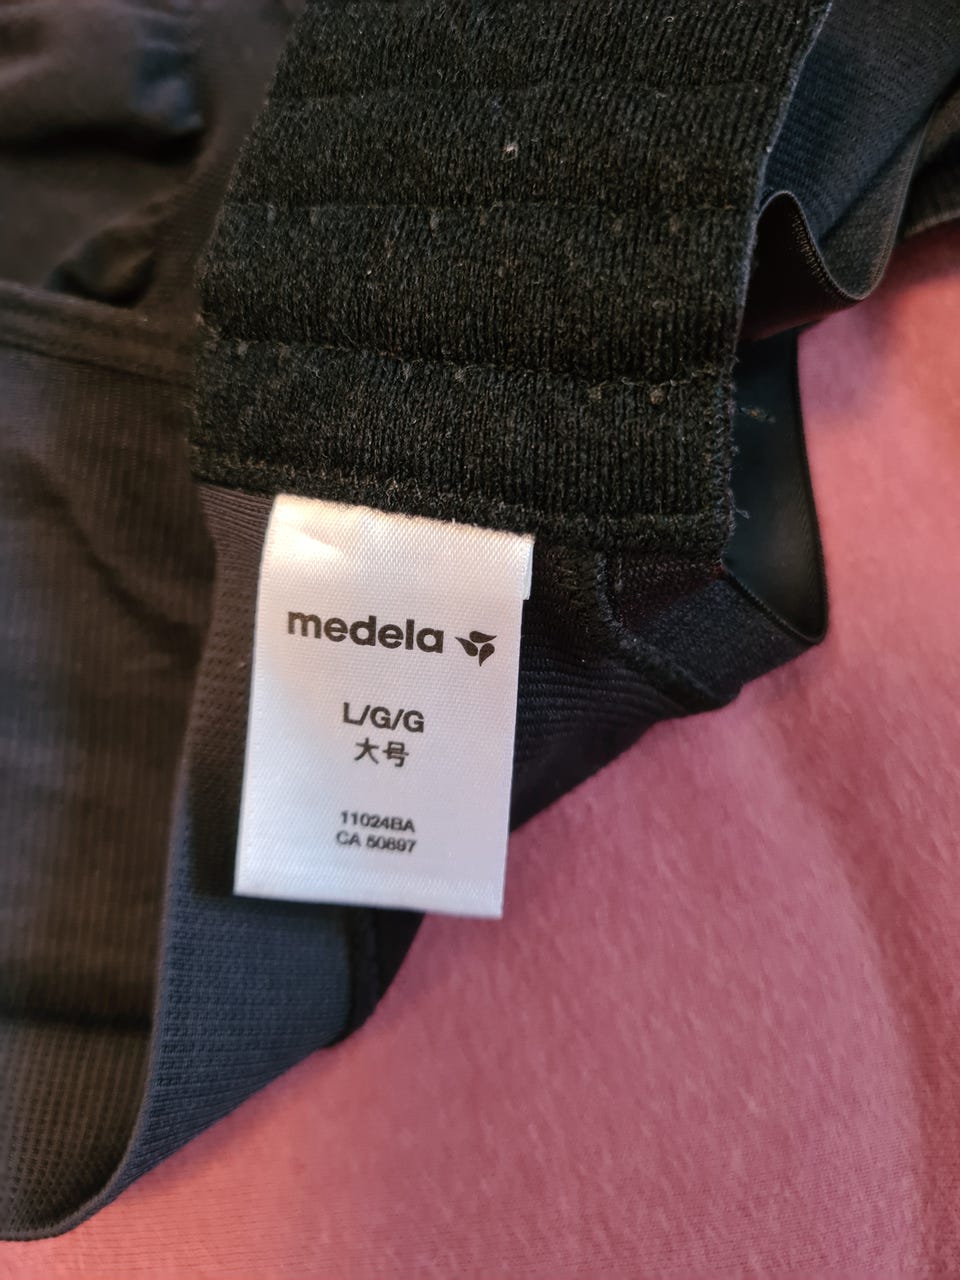 medela
L/G/G
大号
11024BA
CA 50897